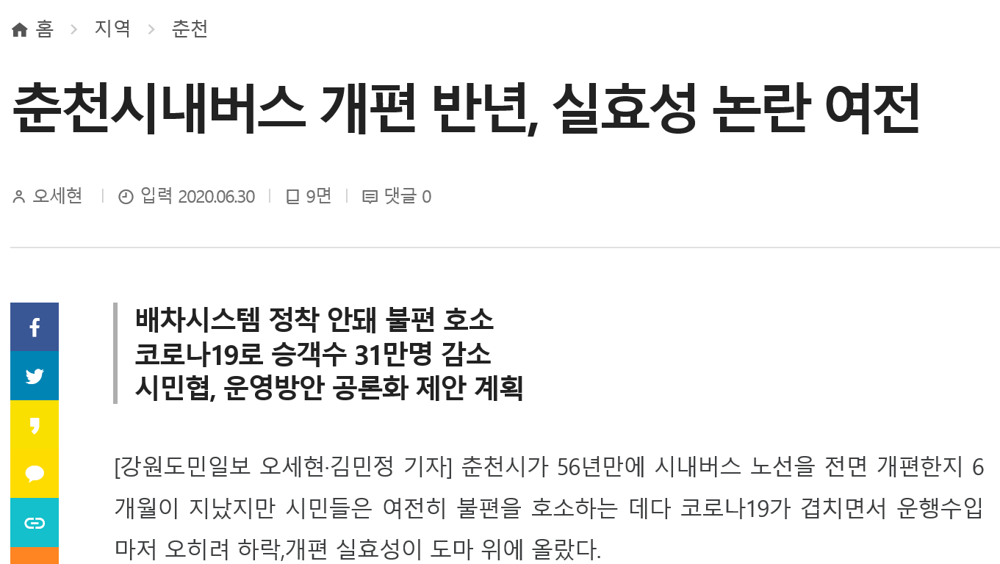 홈 > 지역 > 춘천
춘천시내버스 개편 반년, 실효성 논란 여전
오세현 | 입력 2020.06.30 | 9면 | 댓글 0
배차시스템 정착 안돼 불편 호소
코로나19로 승객수 31만명 감소
시민협, 운영방안 공론화 제안 계획
[강원도민일보 오세현·김민정 기자] 춘천시가 56년만에 시내버스 노선을 전면 개편한지 6
개월이 지났지만 시민들은 여전히 불편을 호소하는 데다 코로나19가 겹치면서 운행수입
마저 오히려 하락,개편 실효성이 도마 위에 올랐다.